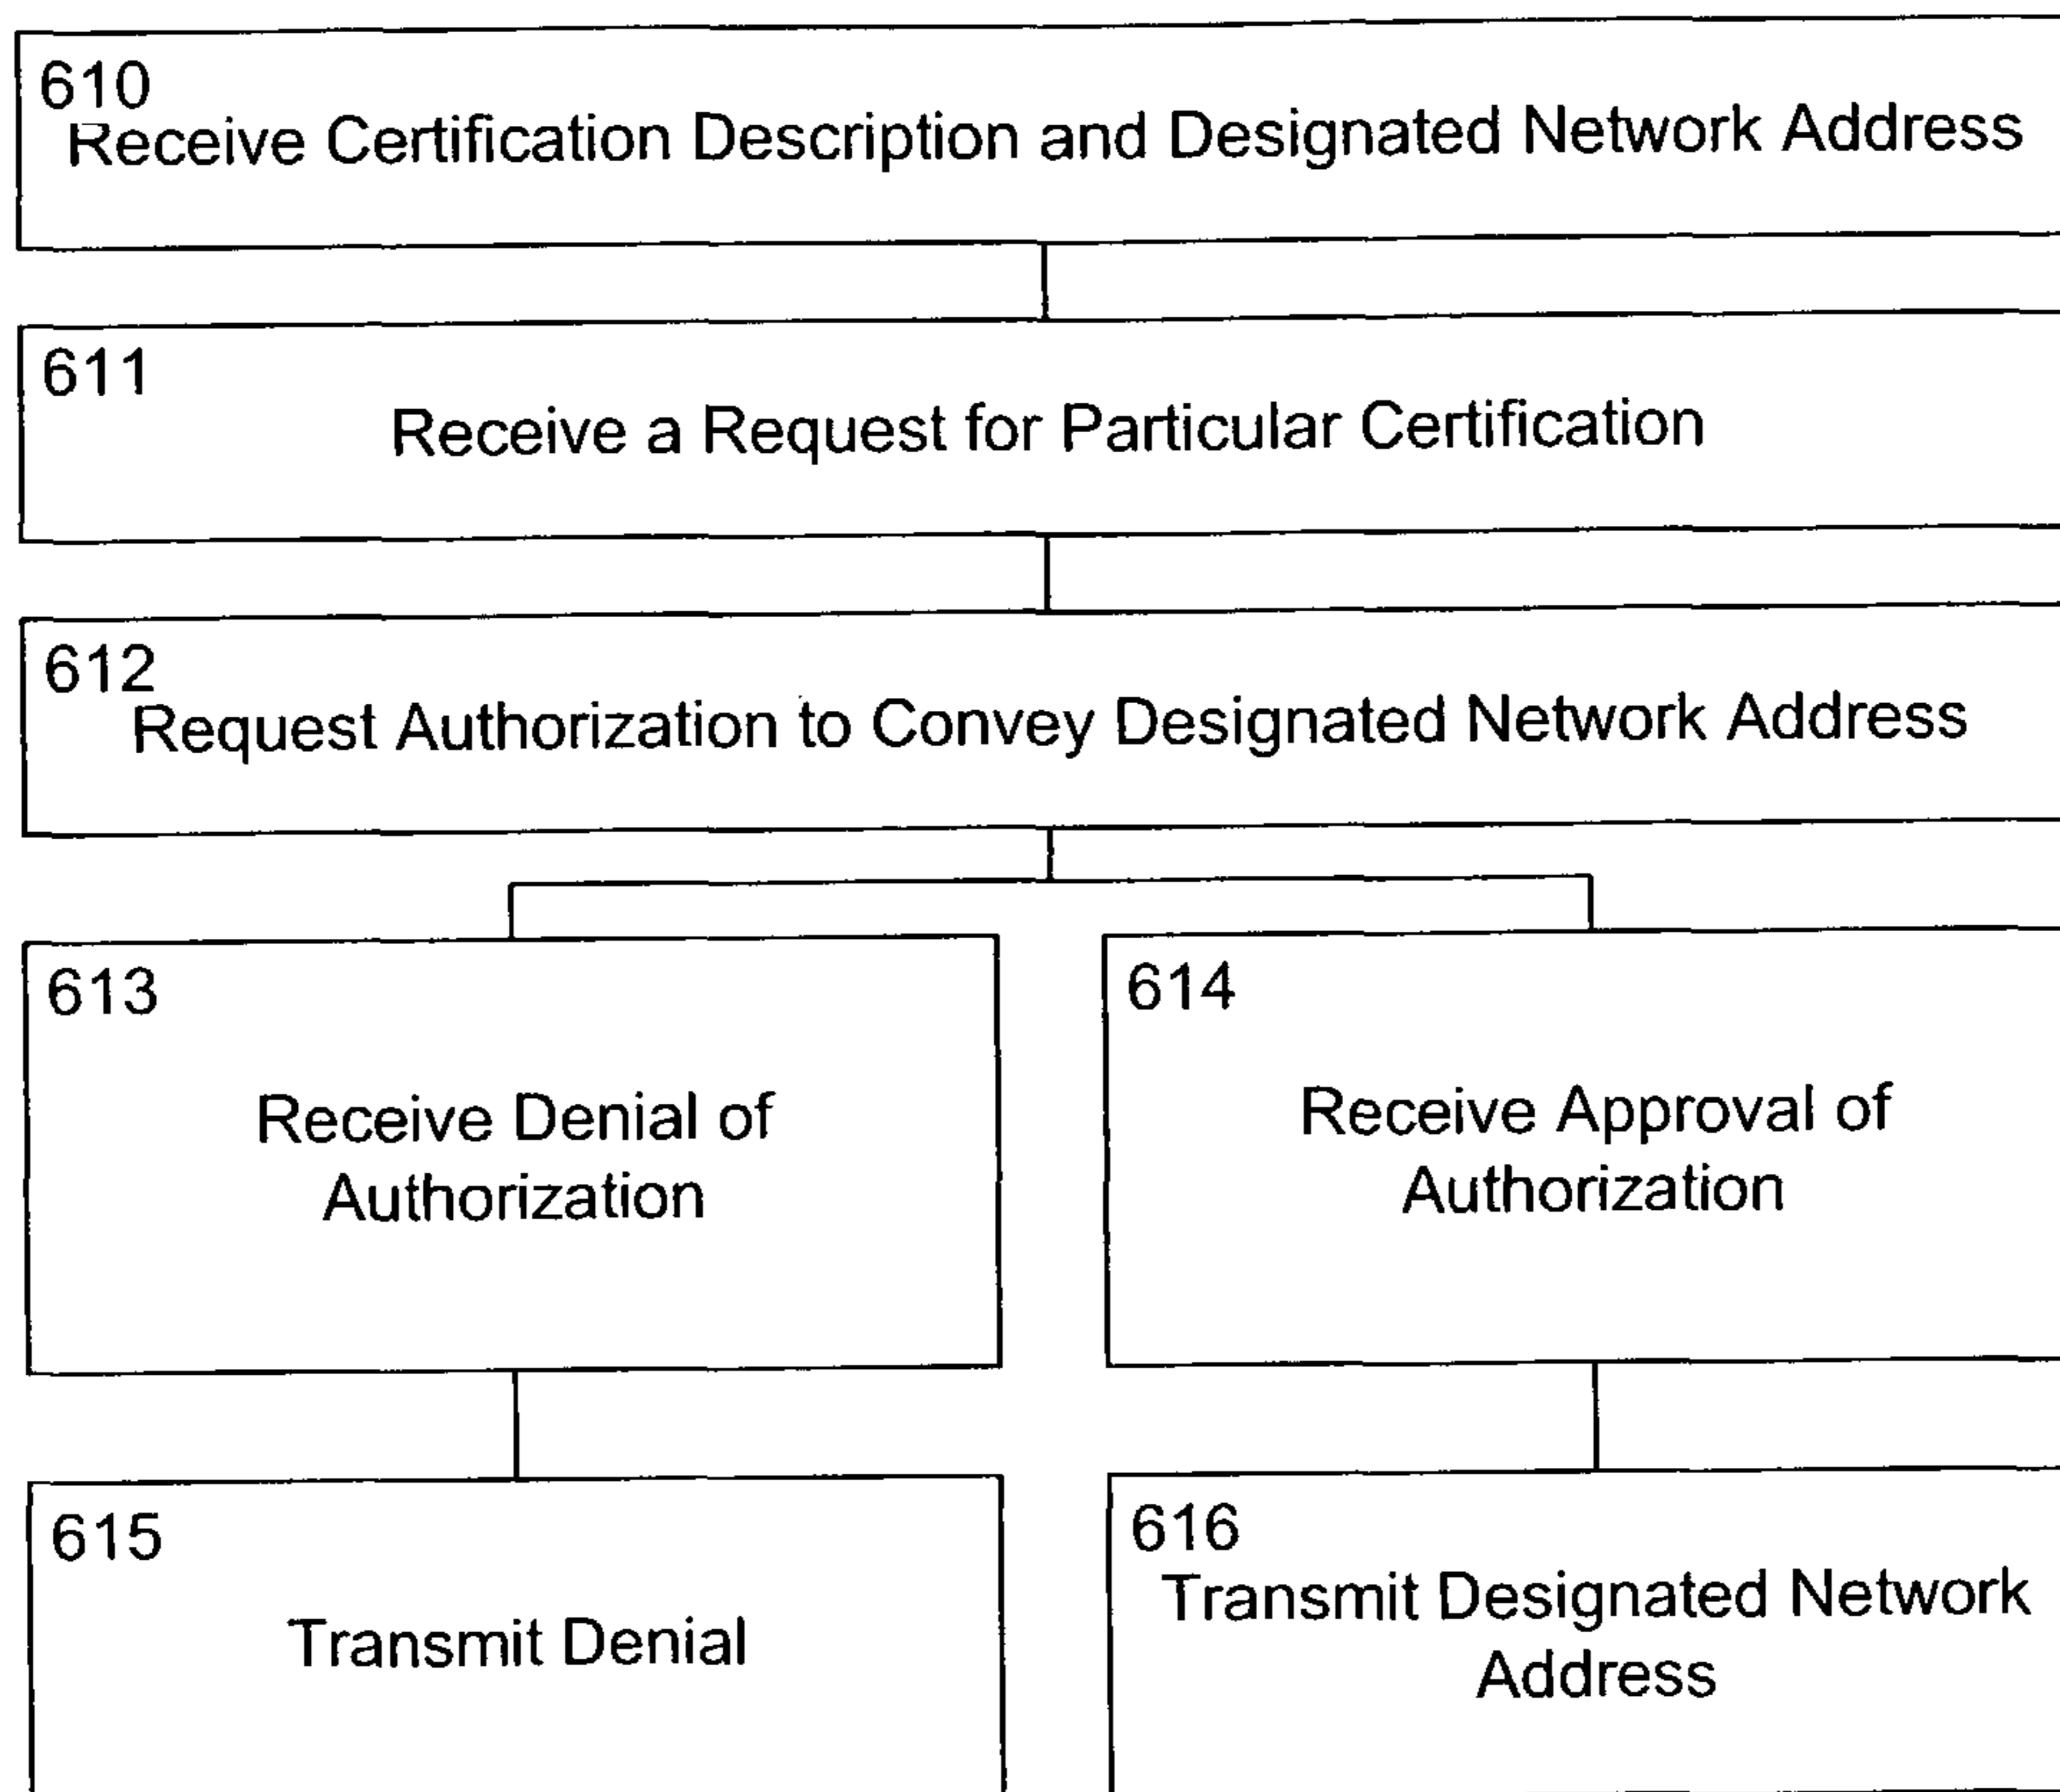 610
Receive Certification Description and Designated Network Address
611
Receive a Request for Particular Certification
612
Request Authorization to Convey Designated Network Address
613
Receive Denial of
Authorization
614
Receive Approval of
Authorization
615
Transmit Denial
616
Transmit Designated Network
Address